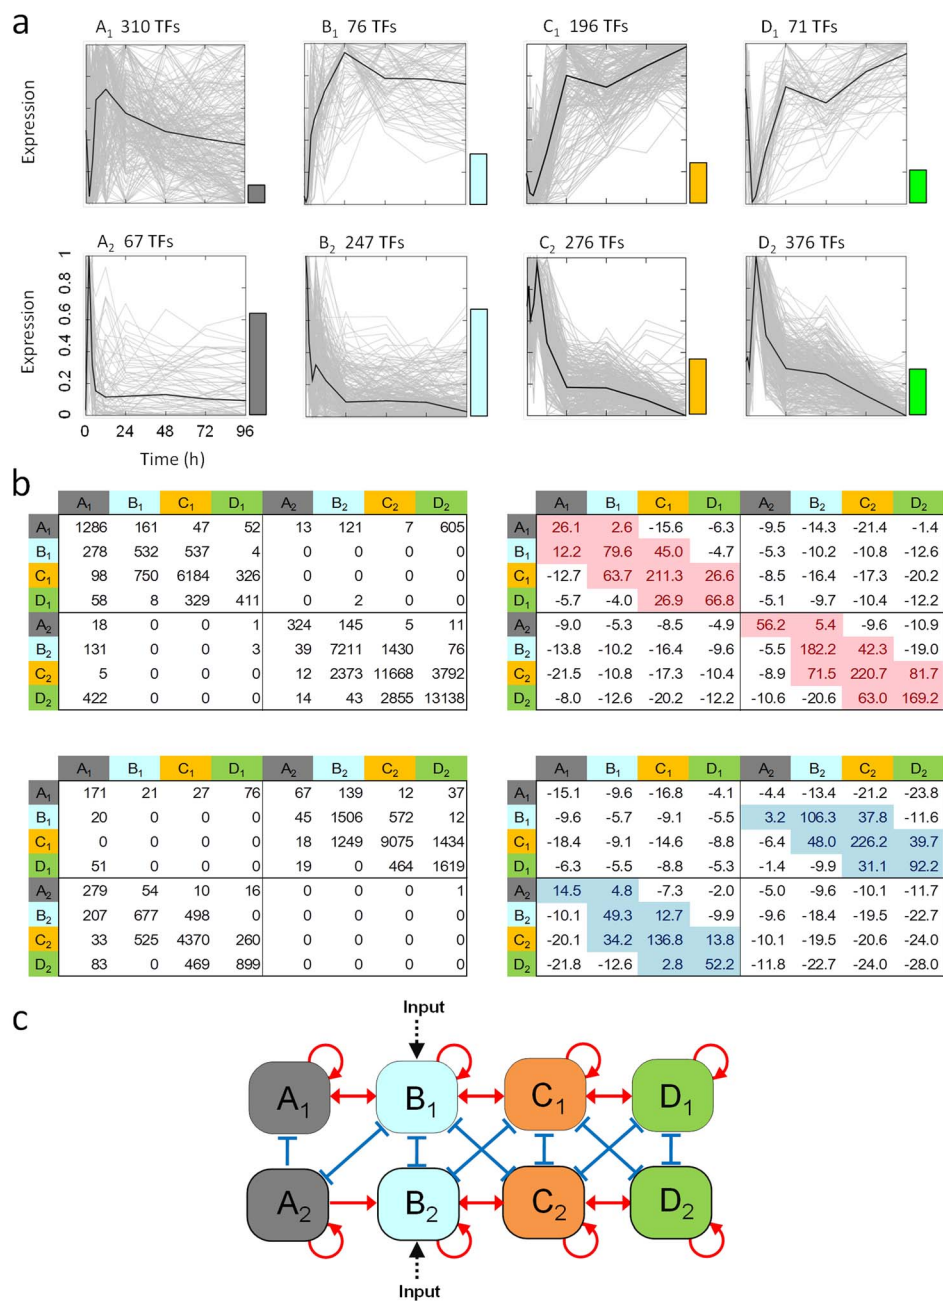 a
A1 310 TFs B1 76 TFs C1 196 TFs D1 71 TFs
Expression
A2 67 TFs B2 247 TFs C2 276 TFs D2 376 TFs
Expression
1
0.8
0.6
0.4
0.2
0
0 24 48 72 96
Time (h)
b
A1 B1 C1 D1 A2 B2 C2 D2
A1 1286 161 47 52 13 121 7 605
B1 278 532 537 4 0 0 0 0
C1 98 750 6184 326 0 0 0 0
D1 58 8 329 411 0 2 0 0
A2 18 0 0 1 324 145 5 11
B2 131 0 0 3 39 7211 1430 76
C2 5 0 0 0 12 2373 11668 3792
D2 422 0 0 0 14 43 2855 13138
A1 B1 C1 D1 A2 B2 C2 D2
A1 26.1 2.6 -15.6 -6.3 -9.5 -14.3 -21.4 -1.4
B1 12.2 79.6 45.0 -4.7 -5.3 -10.2 -10.8 -12.6
C1 -12.7 63.7 211.3 26.6 -8.5 -16.4 -17.3 -20.2
D1 -5.7 -4.0 26.9 66.8 -5.1 -9.7 -10.4 -12.2
A2 -9.0 -5.3 -8.5 -4.9 56.2 5.4 -9.6 -10.9
B2 -13.8 -10.2 -16.4 -9.6 -5.5 182.2 42.3 -19.0
C2 -21.5 -10.8 -17.3 -10.4 -8.9 71.5 220.7 81.7
D2 -8.0 -12.6 -20.2 -12.2 -10.6 -20.6 63.0 169.2
A1 B1 C1 D1 A2 B2 C2 D2
A1 171 21 27 76 67 139 12 37
B1 20 0 0 0 45 1506 572 12
C1 0 0 0 0 18 1249 9075 1434
D1 51 0 0 0 19 0 464 1619
A2 279 54 10 16 0 0 0 1
B2 207 677 498 0 0 0 0 0
C2 33 525 4370 260 0 0 0 0
D2 83 0 469 899 0 0 0 0
A1 B1 C1 D1 A2 B2 C2 D2
A1 -15.1 -9.6 -16.8 -4.1 -4.4 -13.4 -21.2 -23.8
B1 -9.6 -5.7 -9.1 -5.5 3.2 106.3 37.8 -11.6
C1 -18.4 -9.1 -14.6 -8.8 -6.4 48.0 226.2 39.7
D1 -6.3 -5.5 -8.8 -5.3 -1.4 -9.9 31.1 92.2
A2 14.5 4.8 -7.3 -2.0 -5.0 -9.6 -10.1 -11.7
B2 -10.1 49.3 12.7 -9.9 -9.6 -18.4 -19.5 -22.7
C2 -20.1 34.2 136.8 13.8 -10.1 -19.5 -20.6 -24.0
D2 -21.8 -12.6 2.8 52.2 -11.8 -22.7 -24.0 -28.0
c
Input
A1 B1 C1 D1
A2 B2 C2 D2
Input